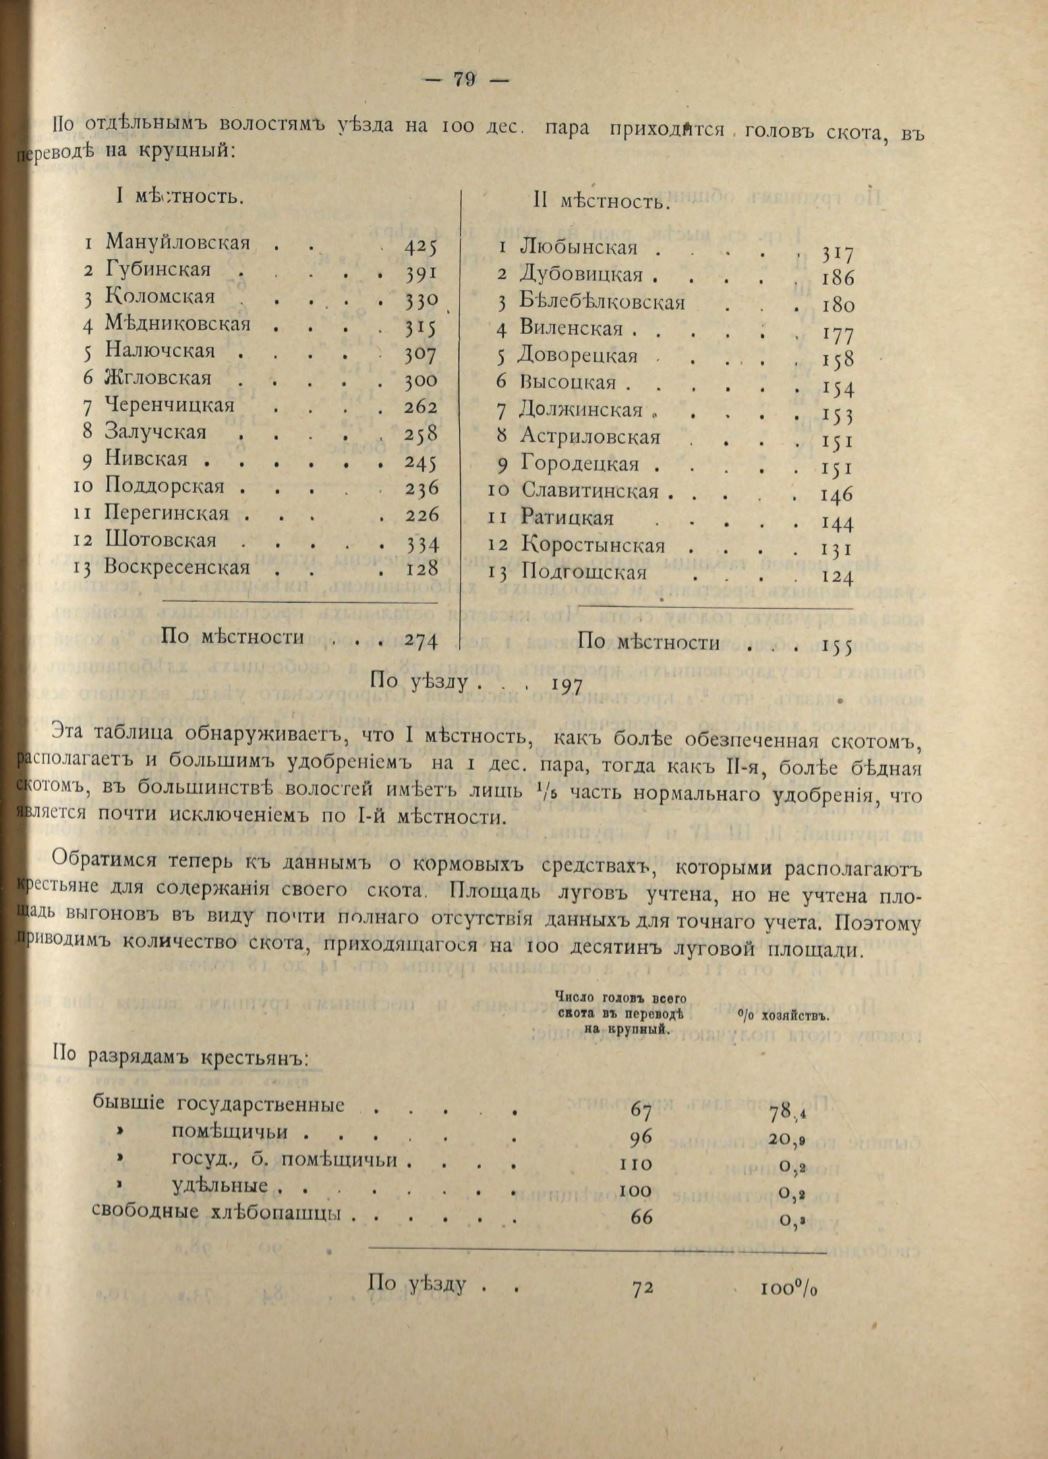 — 79 —
По отдѣльнымъ волостямъ уѣзда на 100 дес. пара приходится головъ скота, въ
переводѣ на крупный:
I мѣстность.
1 Мануйловская . . . 425
2 Губинская . . . . . 391
3 Коломская . . . . . 330
4 Мѣдниковская . . . . 315
5 Налючская . . . . . 307
6 Жгловская . . . . . 300
7 Черенчицкая . . . . 262
8 Залучская . . . . . 258
9 Нивская . . . . . . 245
10 Поддорская . . . . . 236
11 Перегинская . . . . 226
12 Шотовская . . . . . 334
13 Воскресенская . . . 128
По мѣстности . . . 274
II мѣстность.
1 Любынская . . . . . 317
2 Дубовицкая . . . . . 186
3 Бѣлебѣлковская . . . 180
4 Виленская . . . . . . 177
5 Доворецкая . . . . . 158
6 Высоцкая . . . . . . 154
7 Должинская . . . . . 153
8 Астриловская . . . . 151
9 Городецкая . . . . . 151
10 Славитинская . . . . . 146
11 Ратицкая . . . . . 144
12 Коростынская . . . . 131
13 Подгощская . . . . 124
По мѣстности . . . 155
По уѣзду . . . 197
Эта таблица обнаруживаетъ, что I мѣстность, какъ болѣе обезпеченная скотомъ,
располагаетъ и большимъ удобреніемъ на 1 дес. пара, тогда какъ II-я, болѣе бѣдная
скотомъ, въ большинствѣ волостей имѣетъ лишь 1/5 часть нормальнаго удобренія, что
является почти исключеніемъ по I-й мѣстности.
Обратимся теперь къ даннымъ о кормовыхъ средствахъ, которыми располагаютъ
крестьяне для содержанія своего скота. Площадь луговъ учтена, но не учтена пло-
щадь выгоновъ въ виду почти полнаго отсутствія данныхъ для точнаго учета. Поэтому
приводимъ количество скота, приходящагося на 100 десятинъ луговой площади.
Число головъ всего
скота въ переводѣ
на крупный.
% хозяйствъ.
По разрядамъ крестьянъ:
бывшіе государственные . . . . . 67 78,4
» помѣщичьи . . . . . . 96 20,9
» госуд., б. помѣщичьи . . . . 110 0,2
» удѣльные . . . . . . . 100 0,2
свободные хлѣбопашцы . . . . . . 66 0,3
По уѣзду . . 72 100%